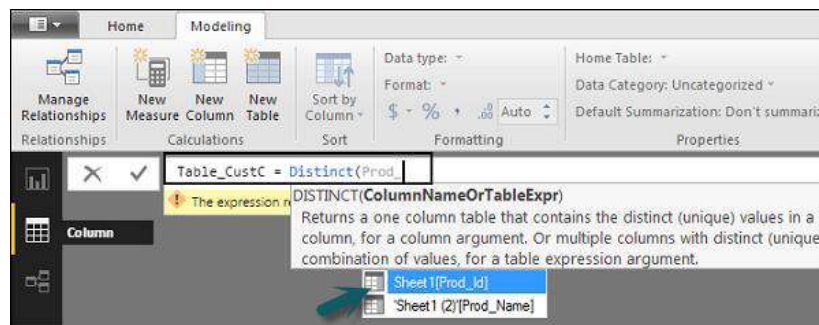 Home Modeling
Manage Relationships
New Measure
New Column
New Table
Sort by Column
Data type:
Format:
$ - % , .00 Auto
Home Table:
Data Category: Uncategorized
Default Summarization: Don't summariz
Relationships Calculations Sort Formatting Properties
Table_CustC = Distinct(Prod_
The expression re
DISTINCT(ColumnNameOrTableExpr)
Returns a one column table that contains the distinct (unique) values in a
column, for a column argument. Or multiple columns with distinct (unique
combination of values, for a table expression argument.
Column
Sheet1[Prod_Id]
'Sheet1 (2)'[Prod_Name]